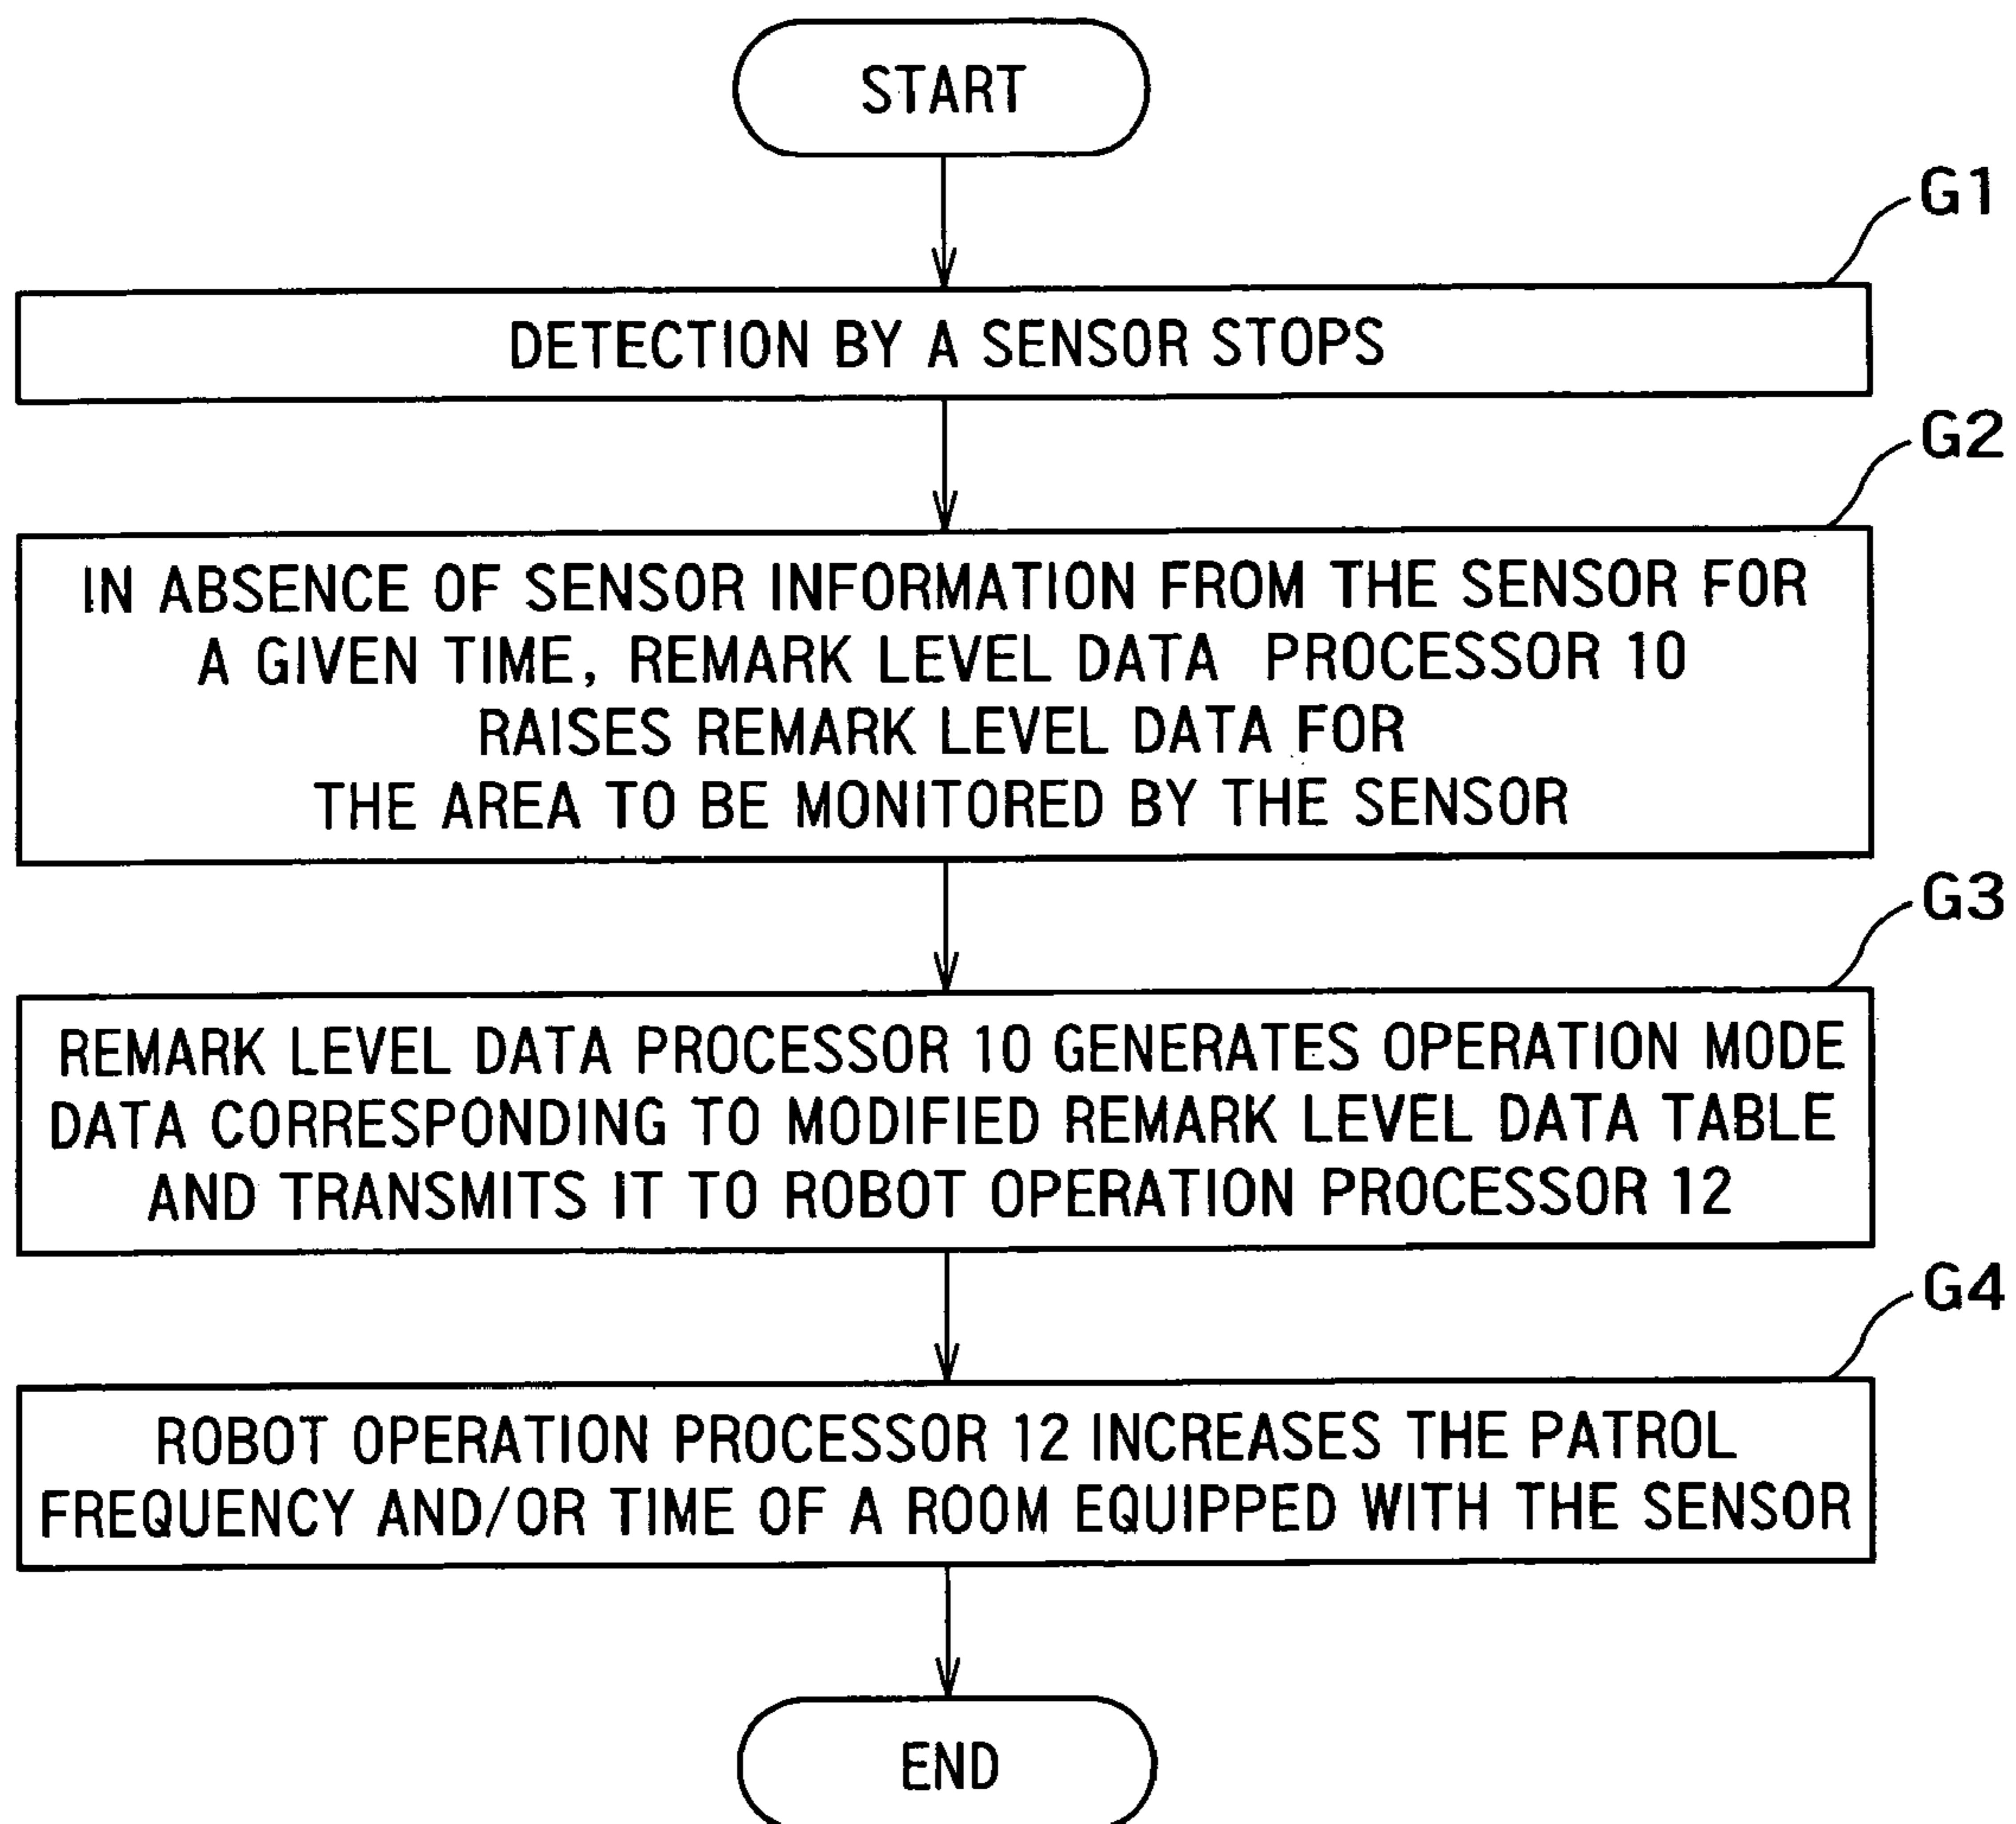 START
G1
DETECTION BY A SENSOR STOPS
G2
IN ABSENCE OF SENSOR INFORMATION FROM THE SENSOR FOR
A GIVEN TIME, REMARK LEVEL DATA PROCESSOR 10
RAISES REMARK LEVEL DATA FOR
THE AREA TO BE MONITORED BY THE SENSOR
G3
REMARK LEVEL DATA PROCESSOR 10 GENERATES OPERATION MODE
DATA CORRESPONDING TO MODIFIED REMARK LEVEL DATA TABLE
AND TRANSMITS IT TO ROBOT OPERATION PROCESSOR 12
G4
ROBOT OPERATION PROCESSOR 12 INCREASES THE PATROL
FREQUENCY AND/OR TIME OF A ROOM EQUIPPED WITH THE SENSOR
END